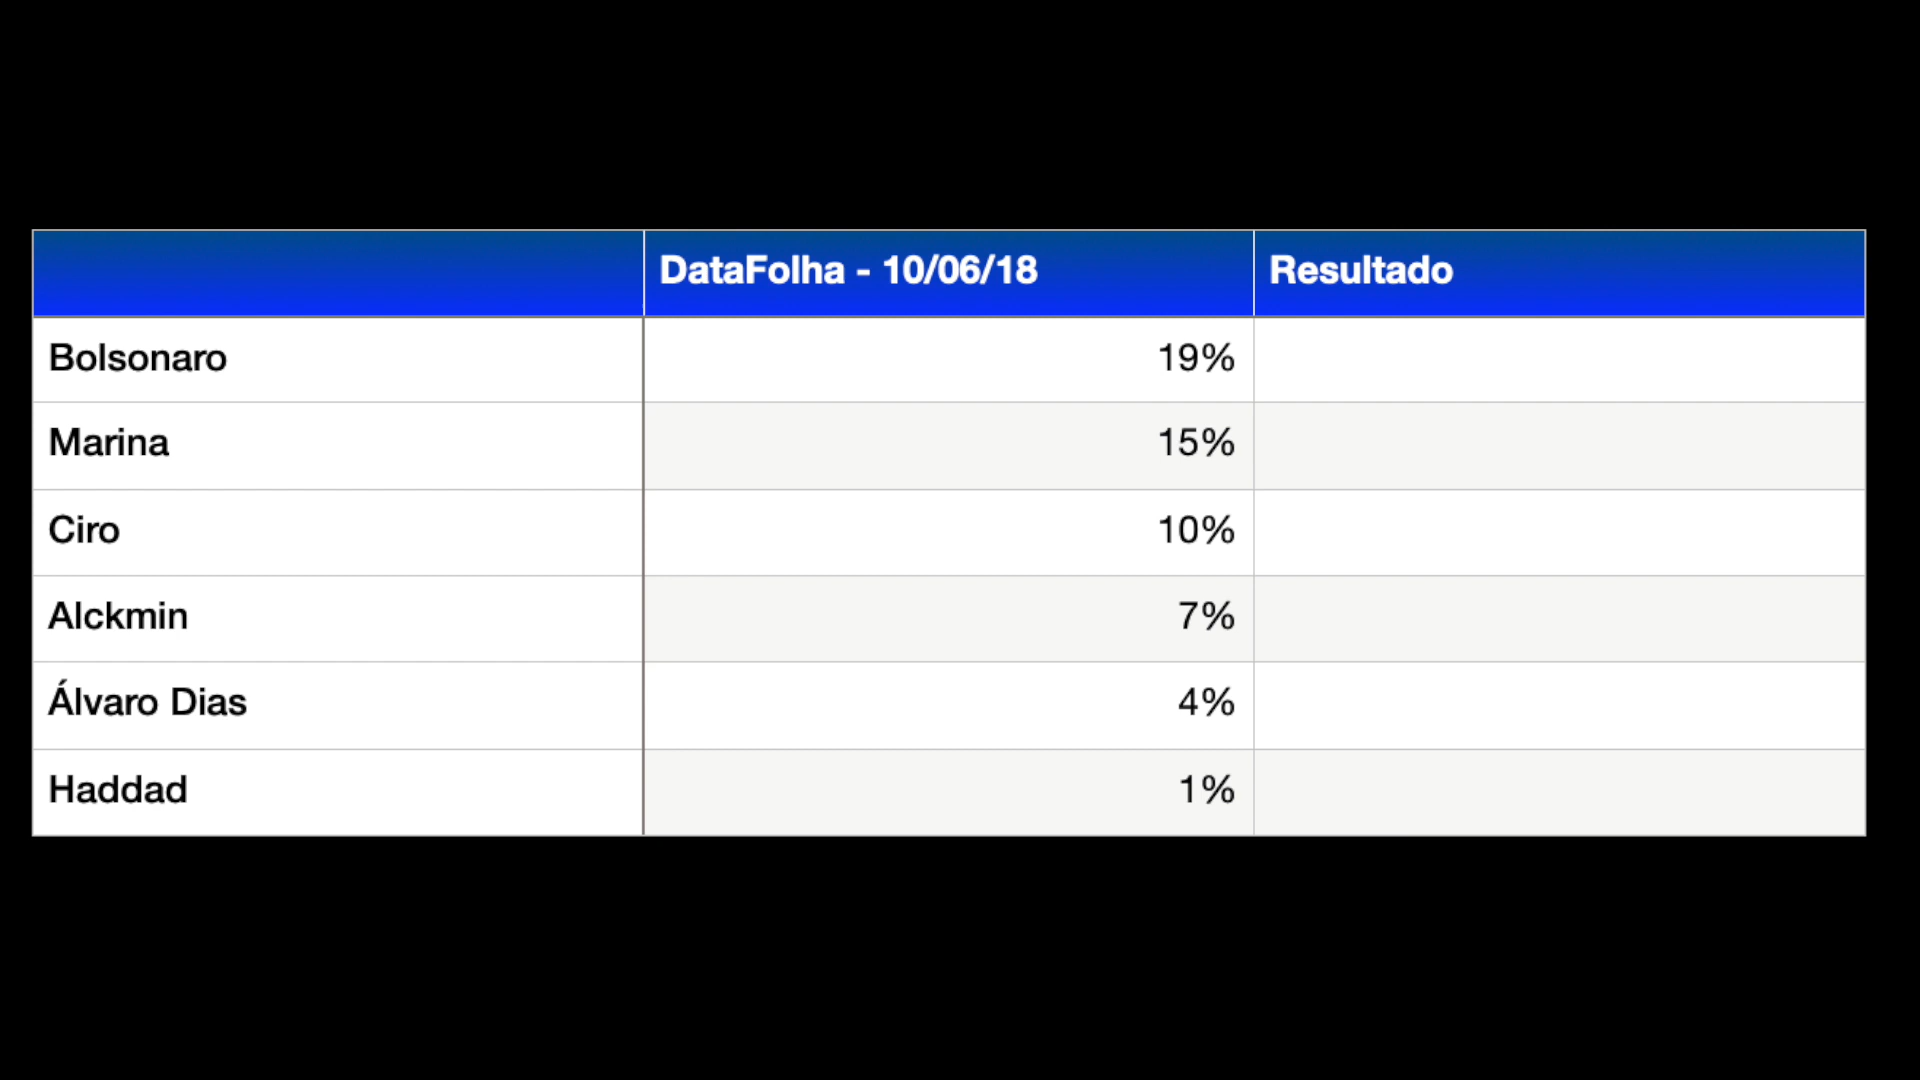 DataFolha - 10/06/18 Resultado
Bolsonaro 19%
Marina 15%
Ciro 10%
Alckmin 7%
Álvaro Dias 4%
Haddad 1%